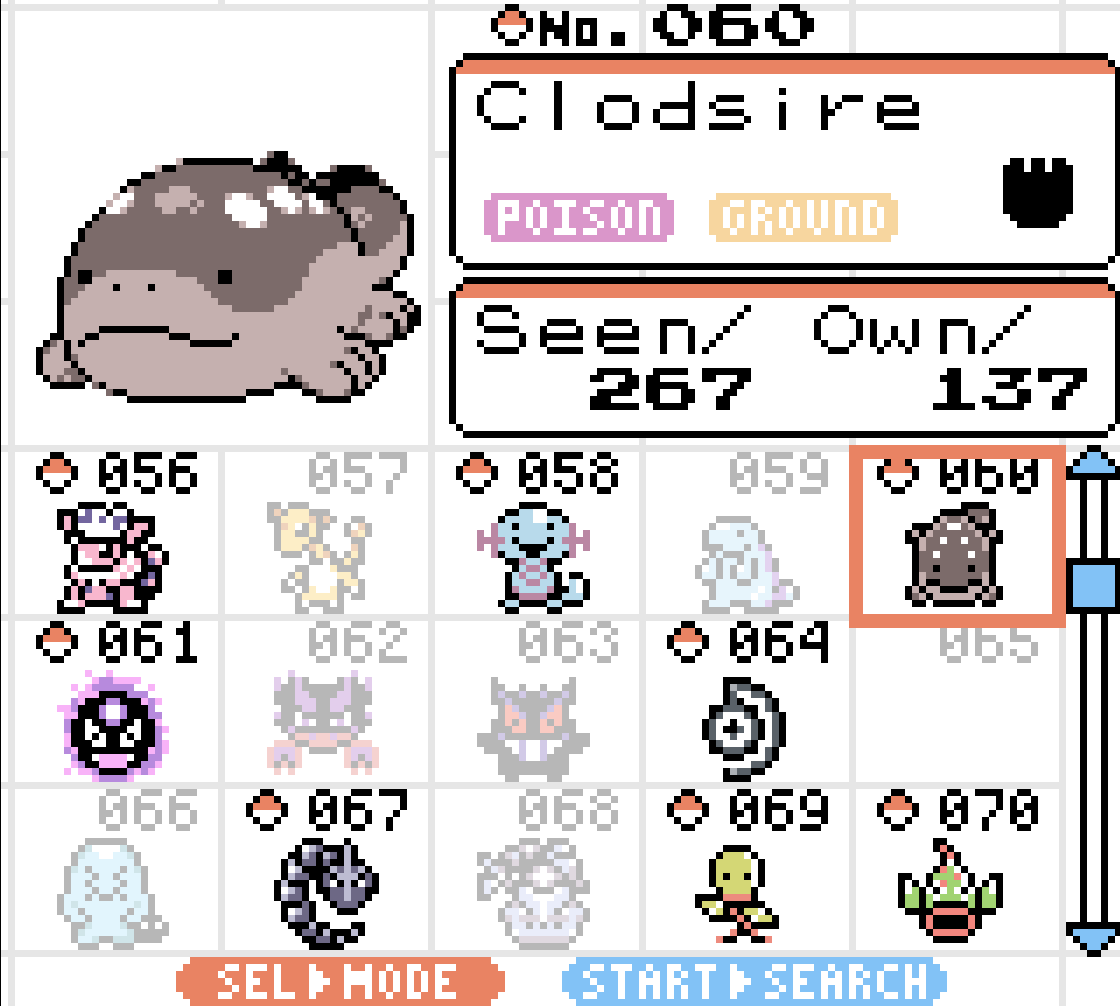 No. 060
Clodsire
POISON GROUND
Seen/ Own/
267 137
056 057 058 059 060
061 062 063 064 065
066 067 068 069 070
SEL▶MODE START▶SEARCH